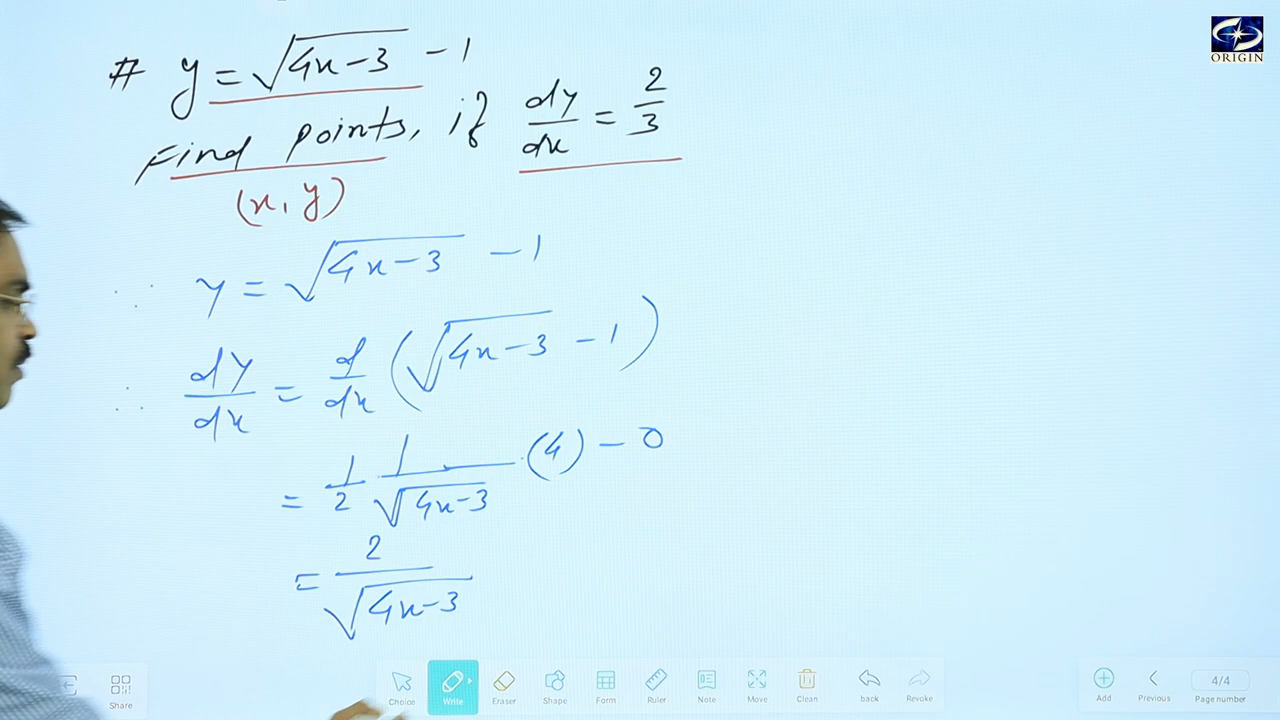 # y = √(4x-3) - 1
Find points, if dy/dx = 2/3
(x, y)
∵ y = √(4x-3) - 1
∴ dy/dx = d/dx (√(4x-3) - 1)
= 1/2 1/√(4x-3) · (4) - 0
= 2/√(4x-3)
ORIGIN
Share
Choice
Write
Eraser
Shape
Form
Ruler
Note
Move
Clean
back
Revoke
Add
Previous
4/4
Page number